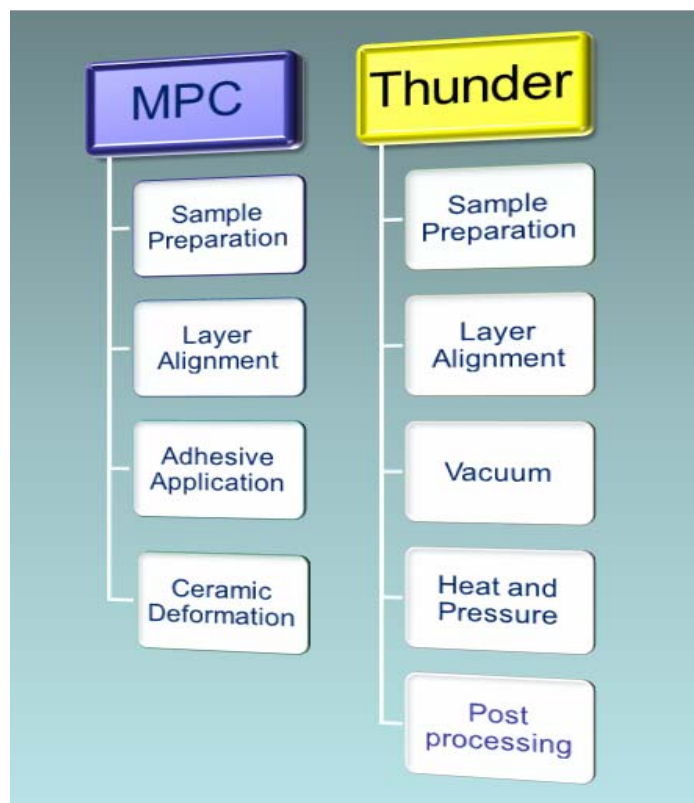 MPC
Sample
Preparation
Layer
Alignment
Adhesive
Application
Ceramic
Deformation
Thunder
Sample
Preparation
Layer
Alignment
Vacuum
Heat and
Pressure
Post
processing